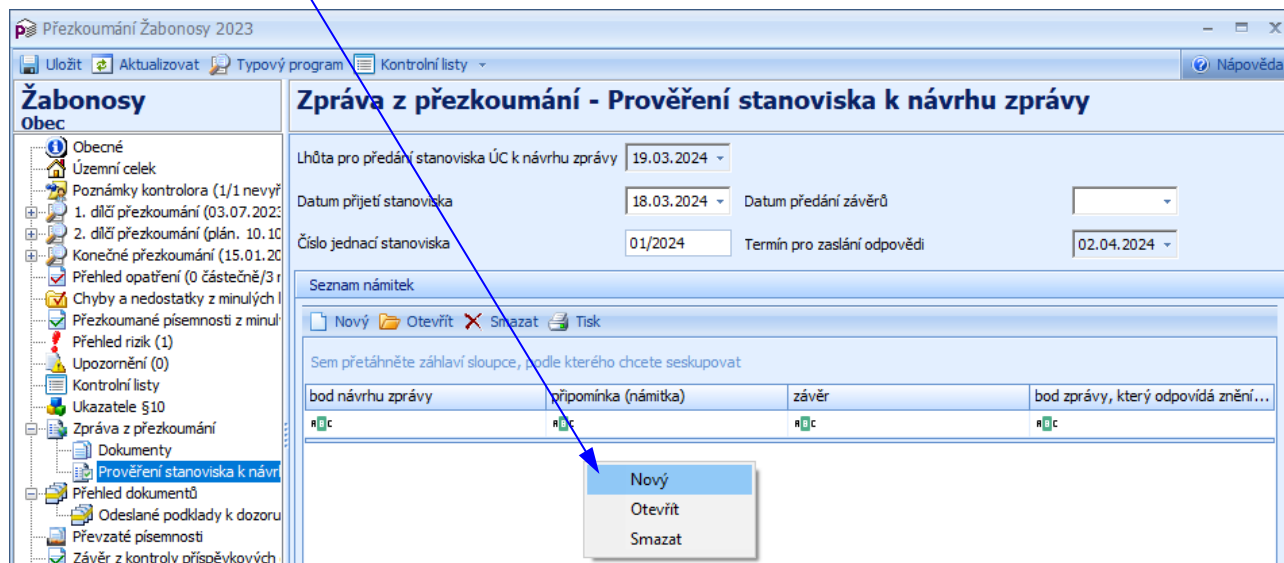 Přezkoumání Žabonosy 2023
Uložit Aktualizovat Typový program Kontrolní listy Nápověda
Žabonosy
Obec
Zpráva z přezkoumání - Prověření stanoviska k návrhu zprávy
Obecné
Územní celek
Poznámky kontrolora (1/1 nevyř
1. dílčí přezkoumání (03.07.2023
2. dílčí přezkoumání (plán. 10.10
Konečné přezkoumání (15.01.20
Přehled opatření (0 částečně/3 r
Chyby a nedostatky z minulých l
Přezkoumané písemnosti z minul
Přehled rizik (1)
Upozornění (0)
Kontrolní listy
Ukazatele §10
Zpráva z přezkoumání
Dokumenty
Prověření stanoviska k návrl
Přehled dokumentů
Odeslané podklady k dozoru
Převzaté písemnosti
Závěr z kontroly příspěvkových
Lhůta pro předání stanoviska ÚC k návrhu zprávy 19.03.2024
Datum přijetí stanoviska 18.03.2024 Datum předání závěrů
Číslo jednací stanoviska 01/2024 Termín pro zaslání odpovědi 02.04.2024
Seznam námitek
Nový Otevřít Smazat Tisk
Sem přetáhněte záhlaví sloupce, podle kterého chcete seskupovat
bod návrhu zprávy připomínka (námitka) závěr bod zprávy, který odpovídá znění...
ABC ABC ABC ABC
Nový
Otevřít
Smazat